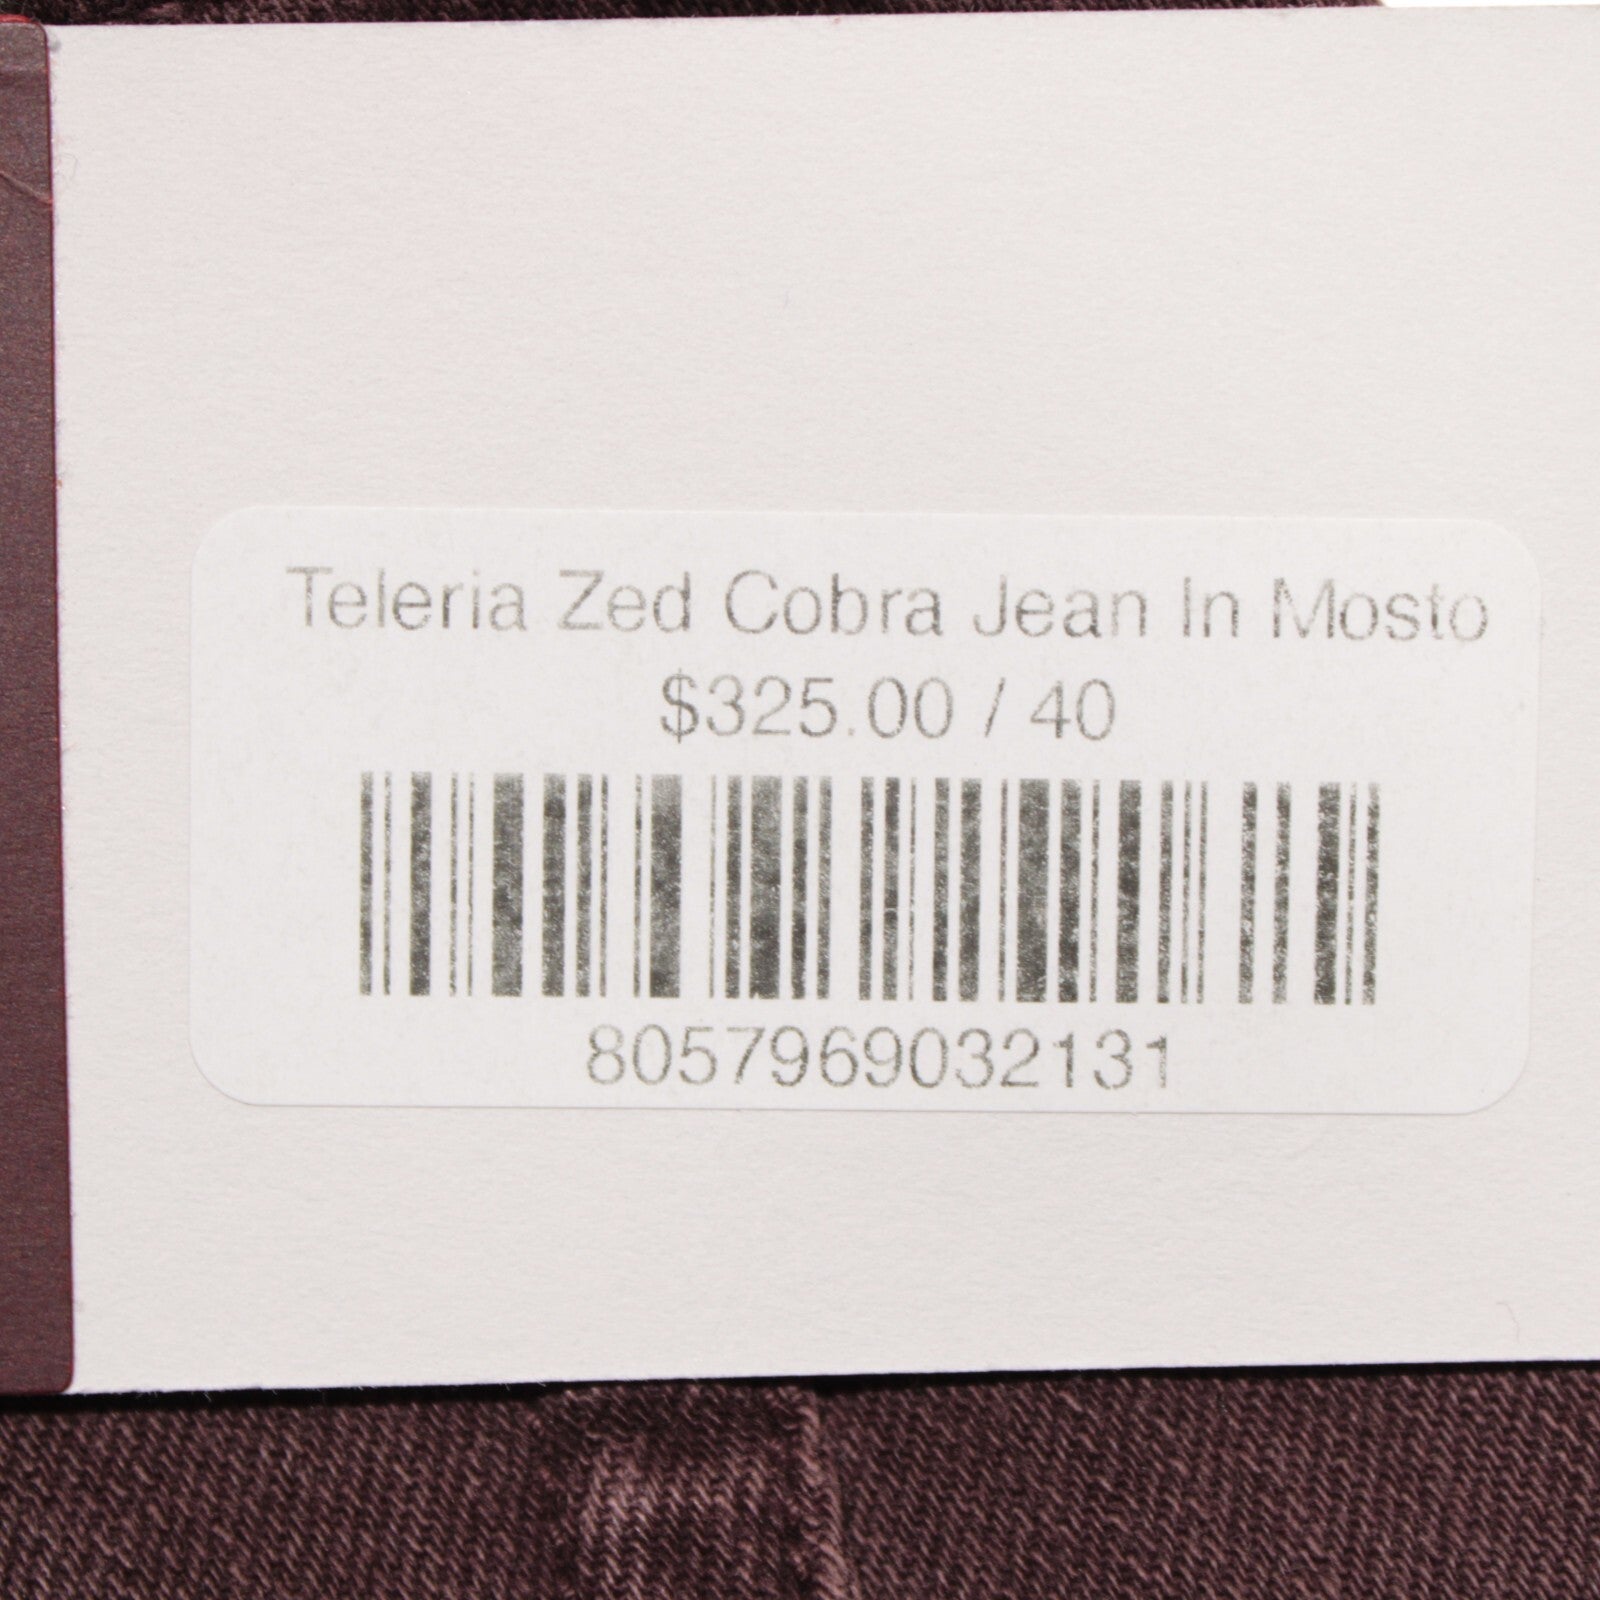 Teleria Zed Cobra Jean In Mosto
$325.00 / 40
8057969032131